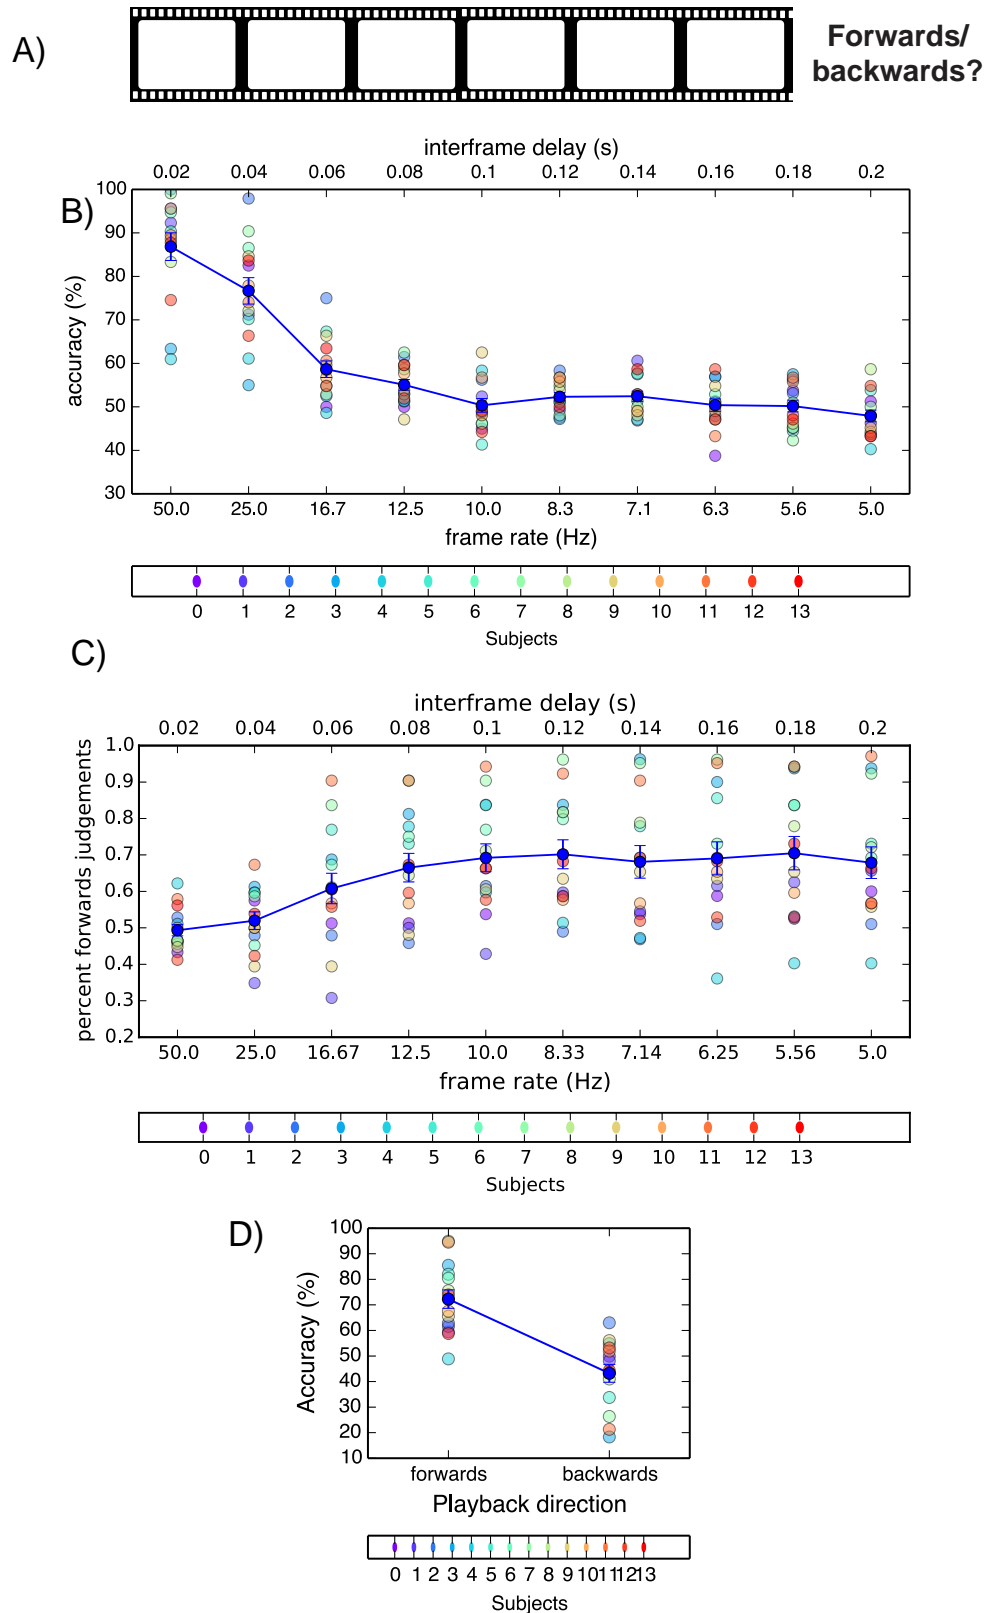 A)
Forwards/
backwards?
interframe delay (s)
0.02 0.04 0.06 0.08 0.1 0.12 0.14 0.16 0.18 0.2
B)
accuracy (%)
100
90
80
70
60
50
40
30
50.0 25.0 16.7 12.5 10.0 8.3 7.1 6.3 5.6 5.0
frame rate (Hz)
0 1 2 3 4 5 6 7 8 9 10 11 12 13
Subjects
C)
interframe delay (s)
0.02 0.04 0.06 0.08 0.1 0.12 0.14 0.16 0.18 0.2
percent forwards judgements
1.0
0.9
0.8
0.7
0.6
0.5
0.4
0.3
0.2
50.0 25.0 16.67 12.5 10.0 8.33 7.14 6.25 5.56 5.0
frame rate (Hz)
0 1 2 3 4 5 6 7 8 9 10 11 12 13
Subjects
D)
Accuracy (%)
100
90
80
70
60
50
40
30
20
10
forwards backwards
Playback direction
0 1 2 3 4 5 6 7 8 9 10 11 12 13
Subjects